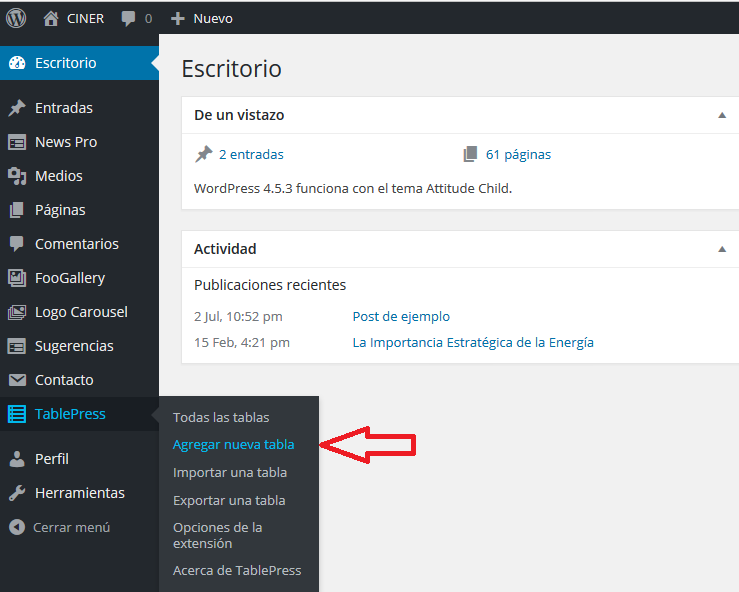 CINER 0 Nuevo
Escritorio
Entradas
News Pro
Medios
Páginas
Comentarios
FooGallery
Logo Carousel
Sugerencias
Contacto
TablePress
Perfil
Herramientas
Cerrar menú
Todas las tablas
Agregar nueva tabla
Importar una tabla
Exportar una tabla
Opciones de la
extensión
Acerca de TablePress
Escritorio
De un vistazo
2 entradas 61 páginas
WordPress 4.5.3 funciona con el tema Attitude Child.
Actividad
Publicaciones recientes
2 Jul, 10:52 pm Post de ejemplo
15 Feb, 4:21 pm La Importancia Estratégica de la Energía